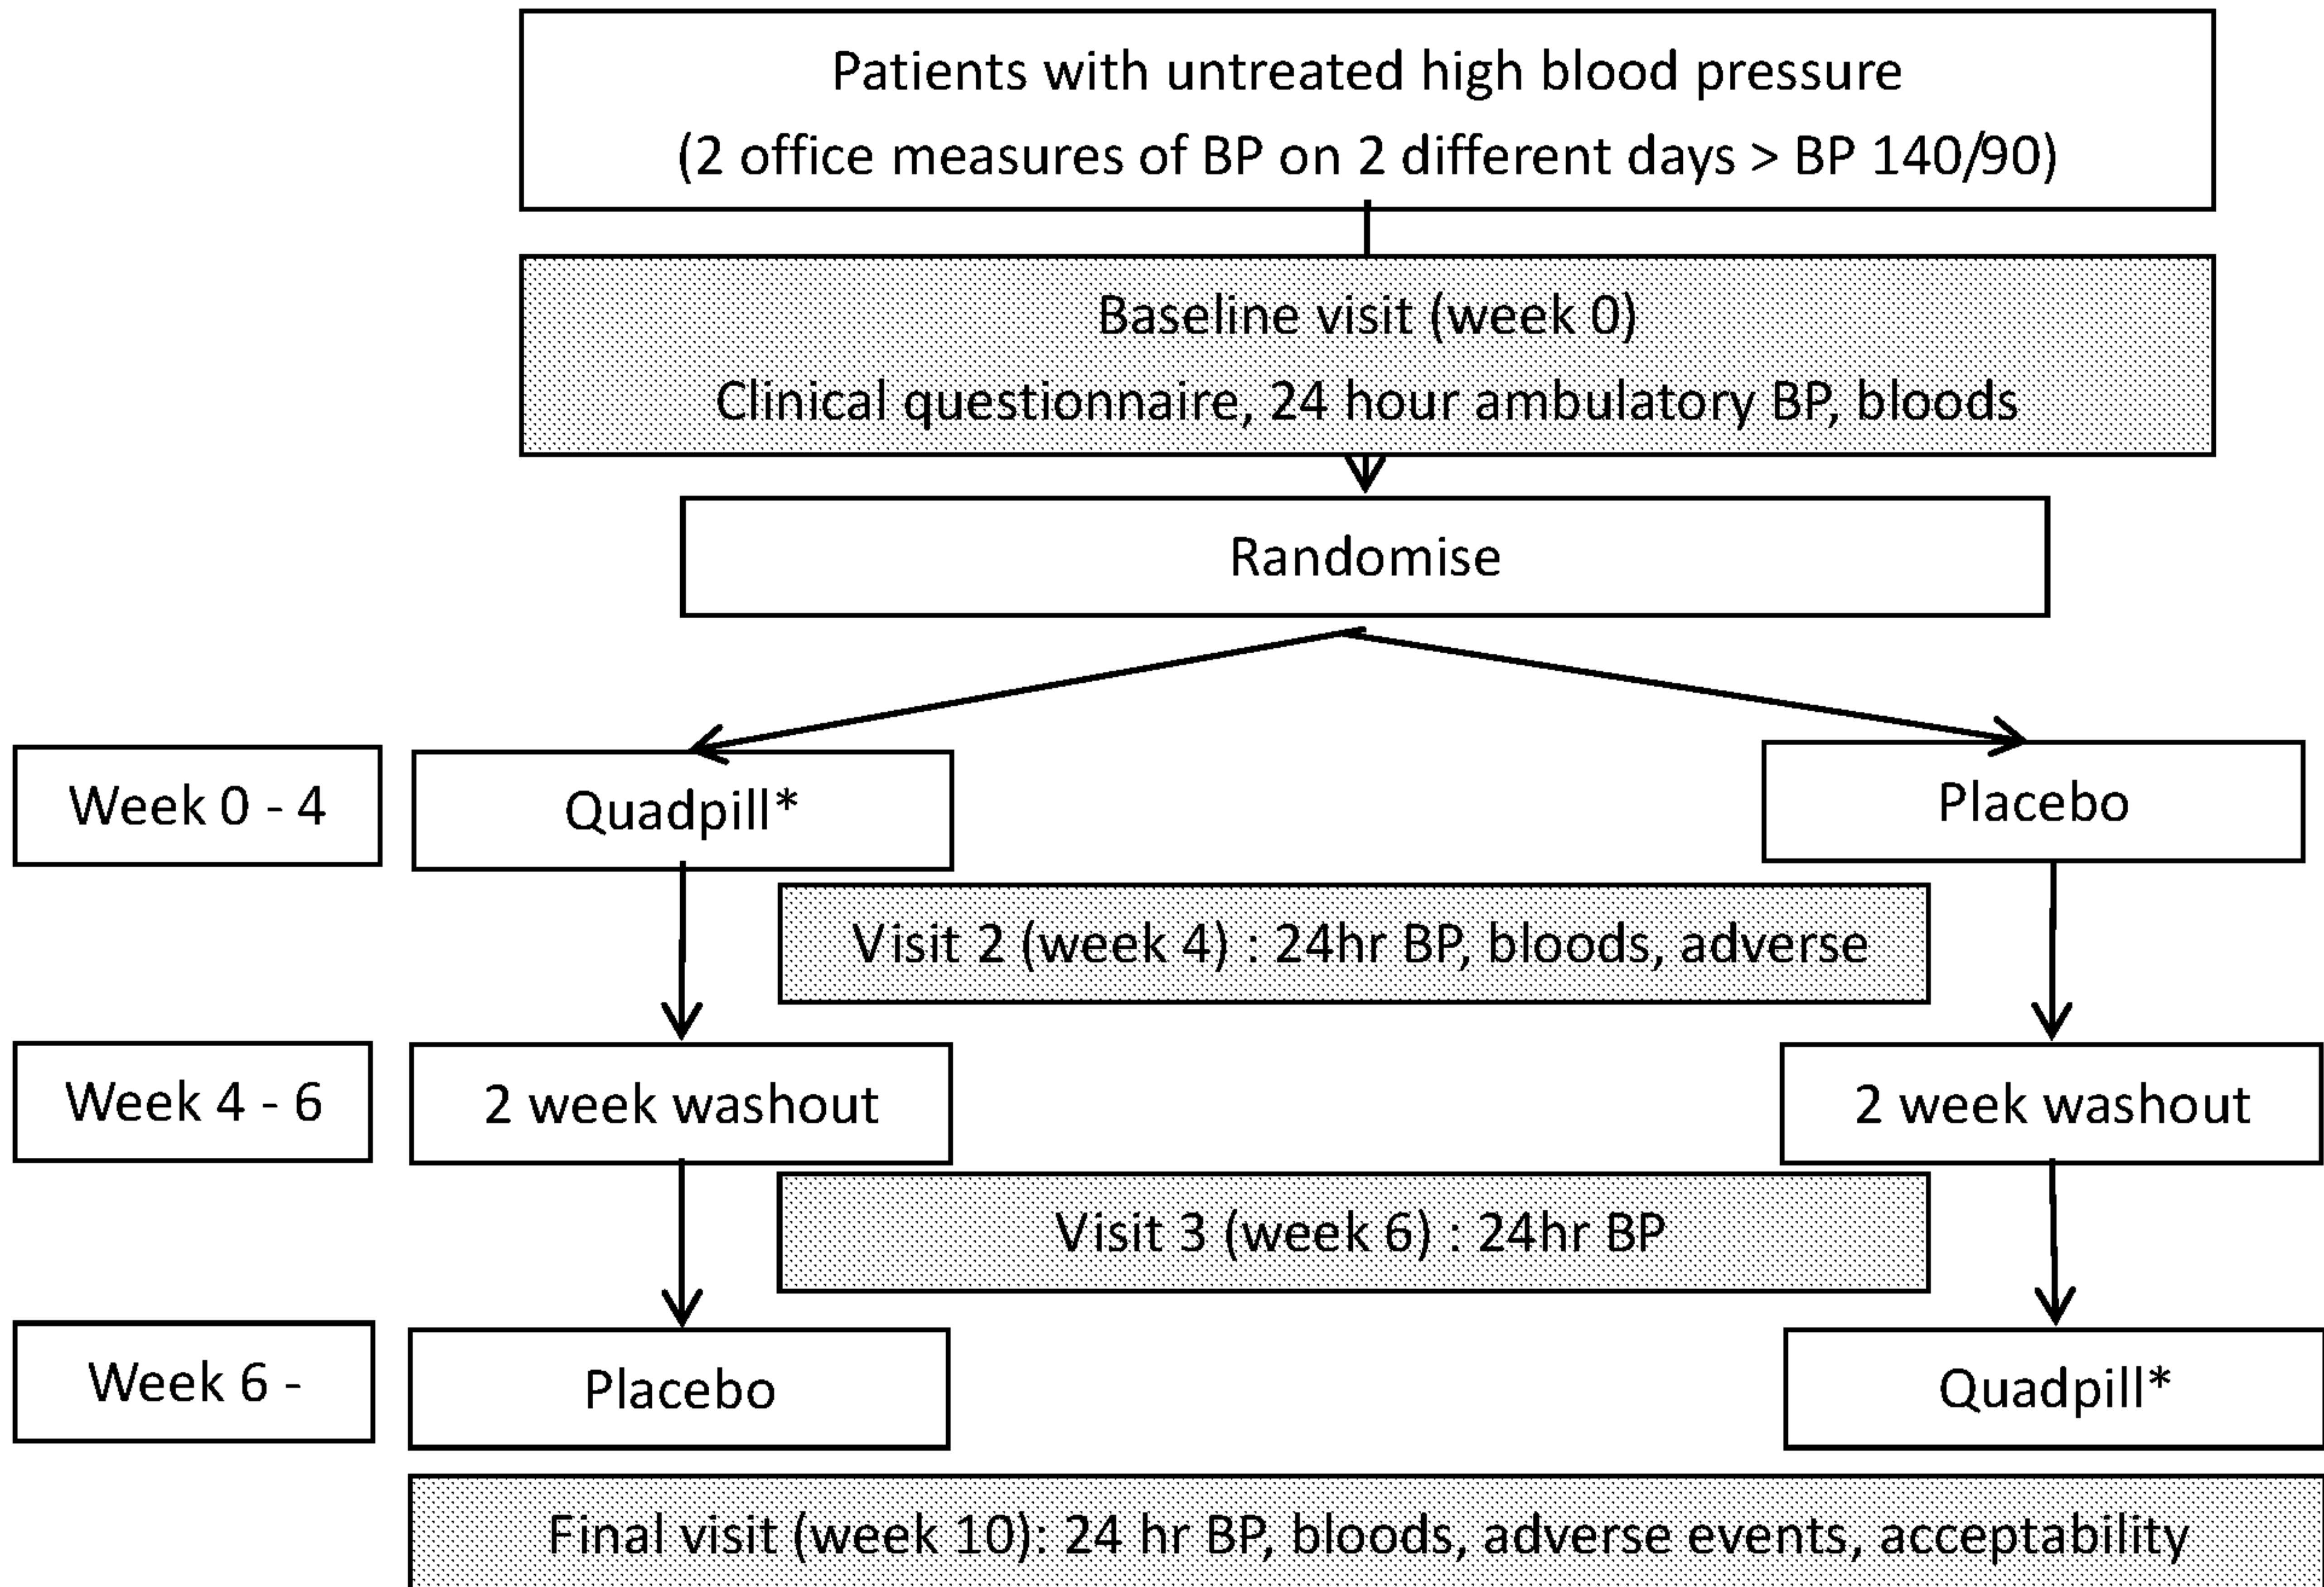 Patients with untreated high blood pressure
(2 office measures of BP on 2 different days > BP 140/90)
Baseline visit (week 0)
Clinical questionnaire, 24 hour ambulatory BP, bloods
Randomise
Week 0 - 4
Quadpill*
Placebo
Visit 2 (week 4) : 24hr BP, bloods, adverse
Week 4 - 6
2 week washout
2 week washout
Visit 3 (week 6) : 24hr BP
Week 6 -
Placebo
Quadpill*
Final visit (week 10): 24 hr BP, bloods, adverse events, acceptability